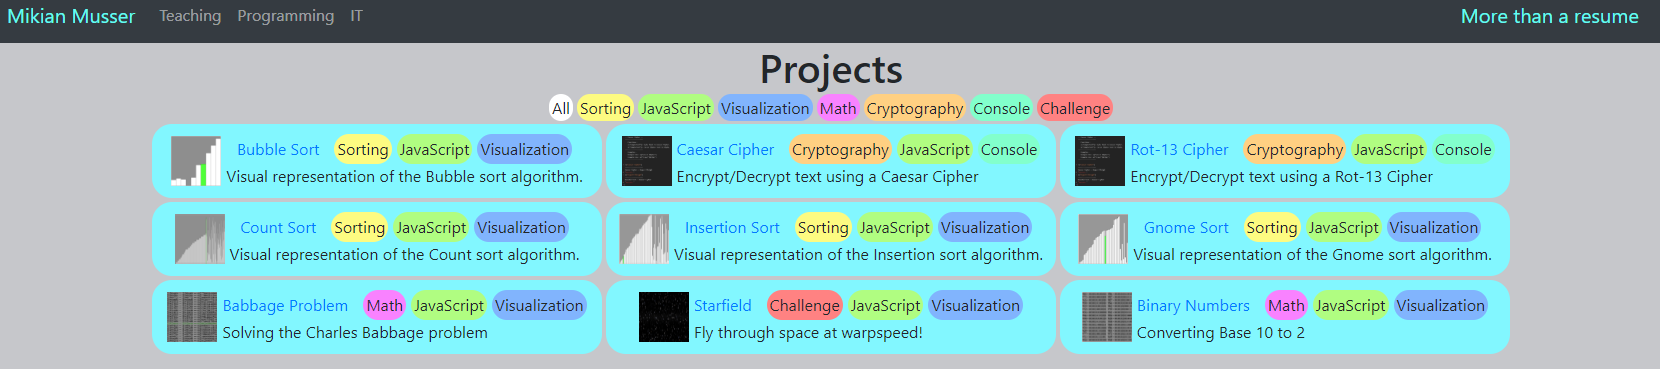 Mikian Musser Teaching Programming IT More than a resume
Projects
All Sorting JavaScript Visualization Math Cryptography Console Challenge
Bubble Sort Sorting JavaScript Visualization
Visual representation of the Bubble sort algorithm.
Caesar Cipher Cryptography JavaScript Console
Encrypt/Decrypt text using a Caesar Cipher
Rot-13 Cipher Cryptography JavaScript Console
Encrypt/Decrypt text using a Rot-13 Cipher
Count Sort Sorting JavaScript Visualization
Visual representation of the Count sort algorithm.
Insertion Sort Sorting JavaScript Visualization
Visual representation of the Insertion sort algorithm.
Gnome Sort Sorting JavaScript Visualization
Visual representation of the Gnome sort algorithm.
Babbage Problem Math JavaScript Visualization
Solving the Charles Babbage problem
Starfield Challenge JavaScript Visualization
Fly through space at warpspeed!
Binary Numbers Math JavaScript Visualization
Converting Base 10 to 2